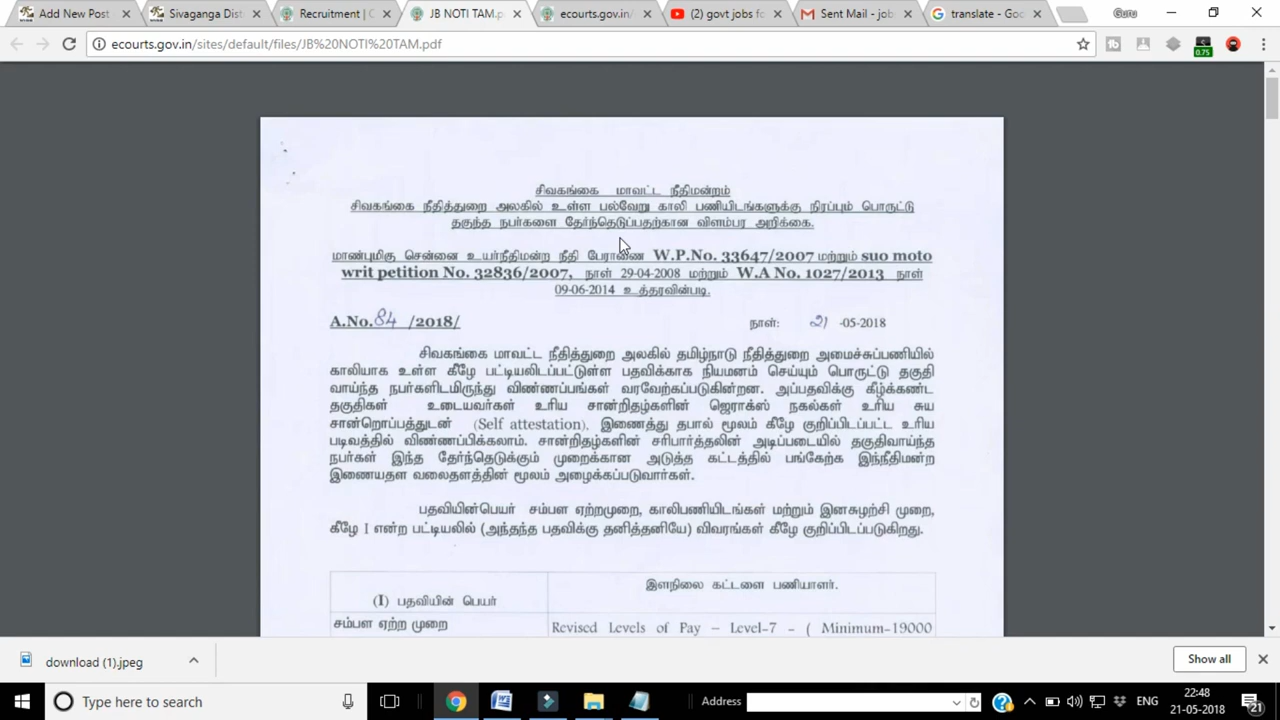 Add New Post
Sivaganga Dist
Recruitment | C
JB NOTI TAM.p
ecourts.gov.in/
(2) govt jobs fo
Sent Mail - job
translate - Goo
Guru
ecourts.gov.in/sites/default/files/JB%20NOTI%20TAM.pdf
0.75
சிவகங்கை மாவட்ட நீதிமன்றம்
சிவகங்கை நீதித்துறை அலகில் உள்ள பல்வேறு காலி பணியிடங்களுக்கு நிரப்பும் பொருட்டு
தகுந்த நபர்களை தேர்ந்தெடுப்பதற்கான விளம்பர அறிக்கை.
மாண்புமிகு சென்னை உயர்நீதிமன்ற நீதி பேராணை W.P.No. 33647/2007 மற்றும் suo moto
writ petition No. 32836/2007, நாள் 29-04-2008 மற்றும் W.A No. 1027/2013 நாள்
09-06-2014 உத்தரவின்படி.
A.No.84 /2018/
நாள்: 21 -05-2018
சிவகங்கை மாவட்ட நீதித்துறை அலகில் தமிழ்நாடு நீதித்துறை அமைச்சுப்பணியில்
காலியாக உள்ள கீழே பட்டியலிடப்பட்டுள்ள பதவிக்காக நியமனம் செய்யும் பொருட்டு தகுதி
வாய்ந்த நபர்களிடமிருந்து விண்ணப்பங்கள் வரவேற்கப்படுகின்றன. அப்பதவிக்கு கீழ்க்கண்ட
தகுதிகள் உடையவர்கள் உரிய சான்றிதழ்களின் ஜெராக்ஸ் நகல்கள் உரிய சுய
சான்றொப்பத்துடன் (Self attestation), இணைத்து தபால் மூலம் கீழே குறிப்பிடப்பட்ட உரிய
படிவத்தில் விண்ணப்பிக்கலாம். சான்றிதழ்களின் சரிபார்த்தலின் அடிப்படையில் தகுதிவாய்ந்த
நபர்கள் இந்த தேர்ந்தெடுக்கும் முறைக்கான அடுத்த கட்டத்தில் பங்கேற்க இந்நீதிமன்ற
இணையதள வலைதளத்தின் மூலம் அழைக்கப்படுவார்கள்.
பதவியின்பெயர் சம்பள ஏற்றமுறை, காலிபணியிடங்கள் மற்றும் இனசுழற்சி முறை,
கீழே I என்ற பட்டியலில் (அந்தந்த பதவிக்கு தனித்தனியே) விவரங்கள் கீழே குறிப்பிடப்படுகிறது.
(I) பதவியின் பெயர்
இளநிலை கட்டளை பணியாளர்.
சம்பள ஏற்ற முறை
Revised Levels of Pay – Level-7 - ( Minimum-19000
download (1).jpeg
Show all
Type here to search
Address
ENG
22:48
21-05-2018
21